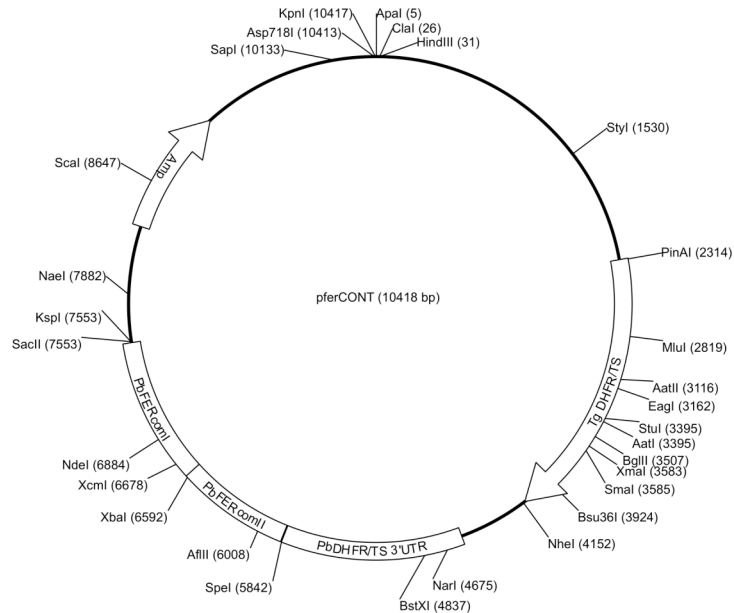 KpnI (10417)
ApaI (5)
Asp718I (10413)
ClaI (26)
SapI (10133)
HindIII (31)
StyI (1530)
ScaI (8647)
Amp
PinAI (2314)
NaeI (7882)
pferCONT (10418 bp)
KspI (7553)
SacII (7553)
MluI (2819)
Tg DHFR/TS
AatII (3116)
EagI (3162)
StuI (3395)
AatI (3395)
BglII (3507)
XmaI (3583)
SmaI (3585)
Bsu36I (3924)
NheI (4152)
PbFERcomI
NdeI (6884)
XcmI (6678)
XbaI (6592)
PbFERcomII
AflII (6008)
SpeI (5842)
PbDHFR/TS 3"UTR
NarI (4675)
BstXI (4837)